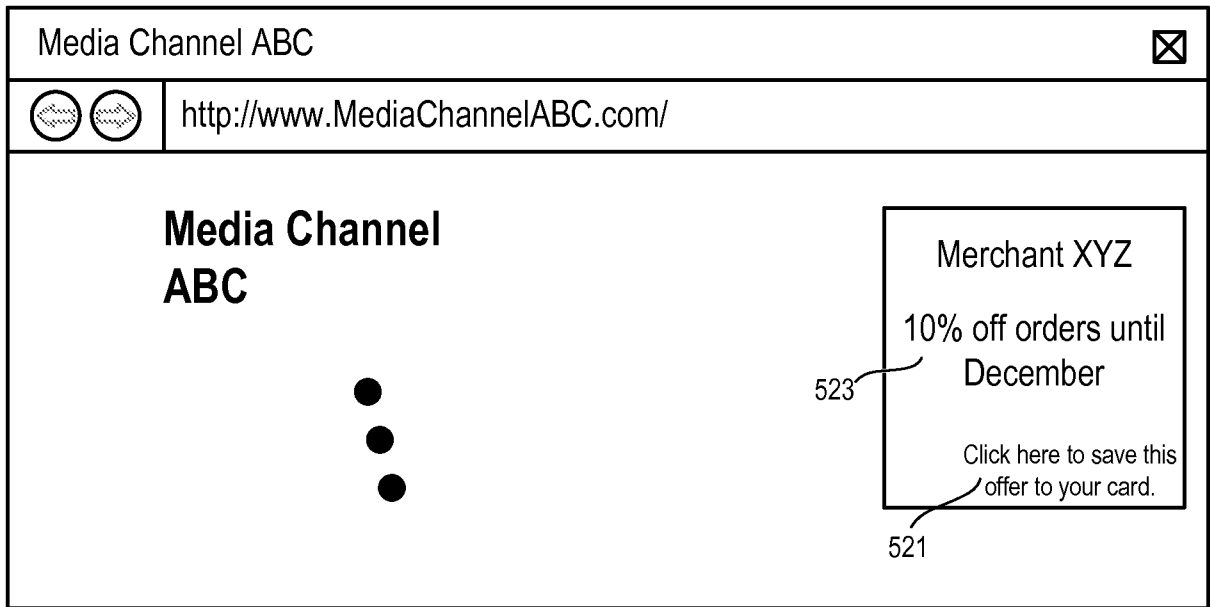 Media Channel ABC
http://www.MediaChannelABC.com/
Media Channel
ABC
Merchant XYZ
10% off orders until
December
523
Click here to save this
offer to your card.
521